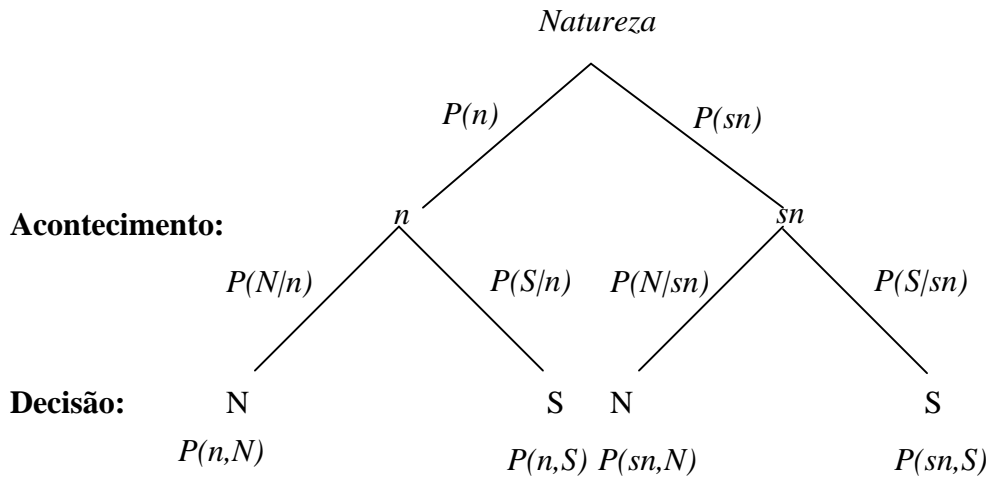 Natureza
P(n) P(sn)
Acontecimento: n sn
P(N/n) P(S/n) P(N/sn) P(S/sn)
Decisão: N S N S
P(n,N) P(n,S) P(sn,N) P(sn,S)